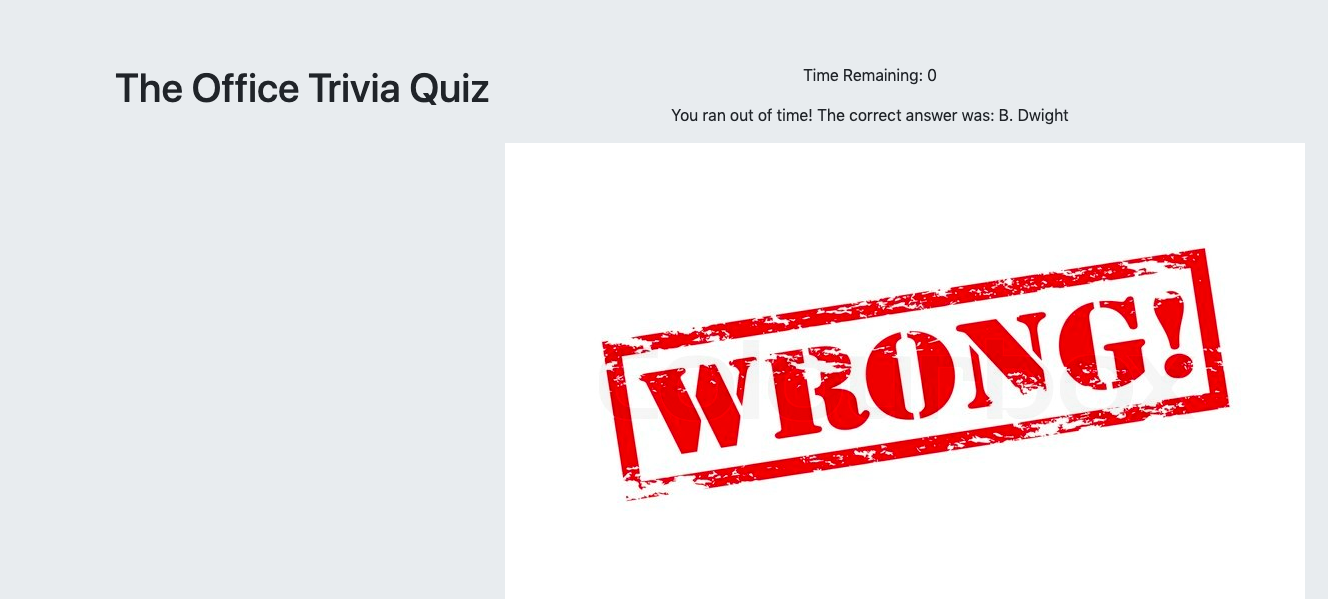 The Office Trivia Quiz
Time Remaining: 0
You ran out of time! The correct answer was: B. Dwight
WRONG!